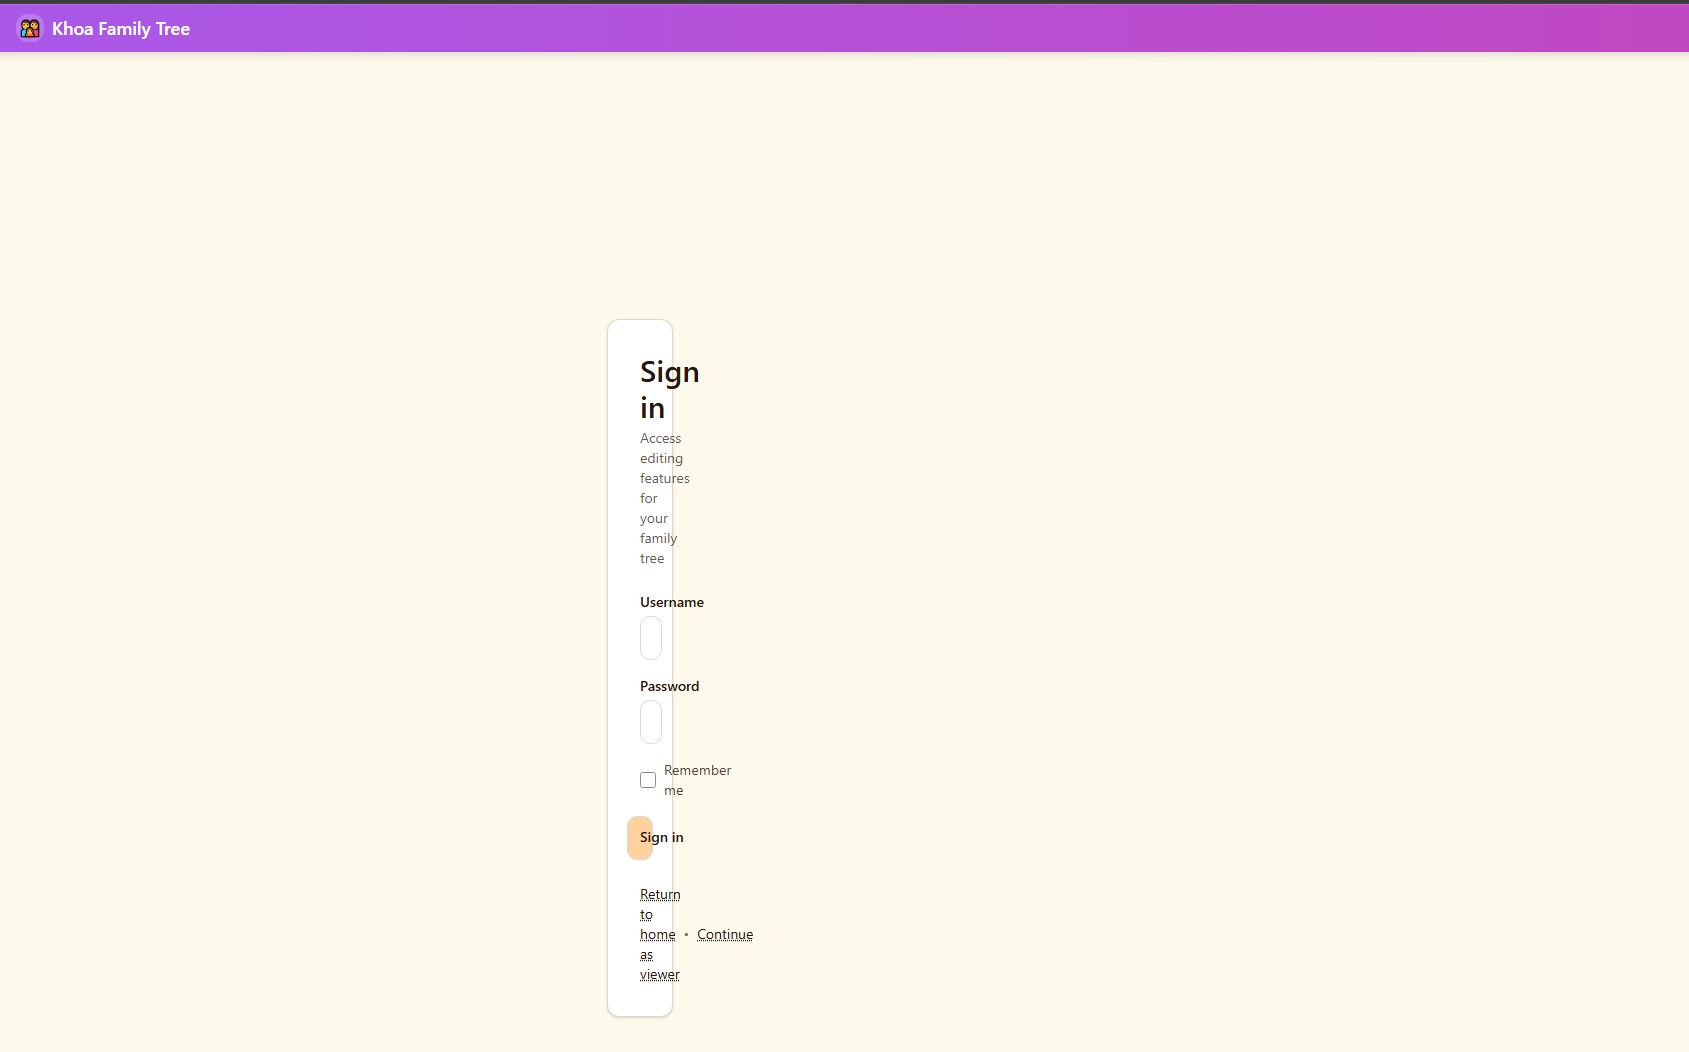 Khoa Family Tree
Sign
in
Access
editing
features
for
your
family
tree
Username
Password
Remember
me
Sign in
Return
to
home • Continue
as
viewer